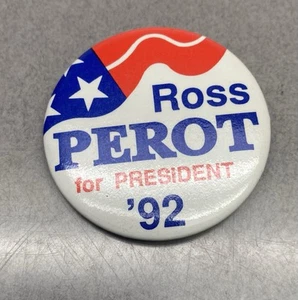 Ross
PEROT
for PRESIDENT
'92